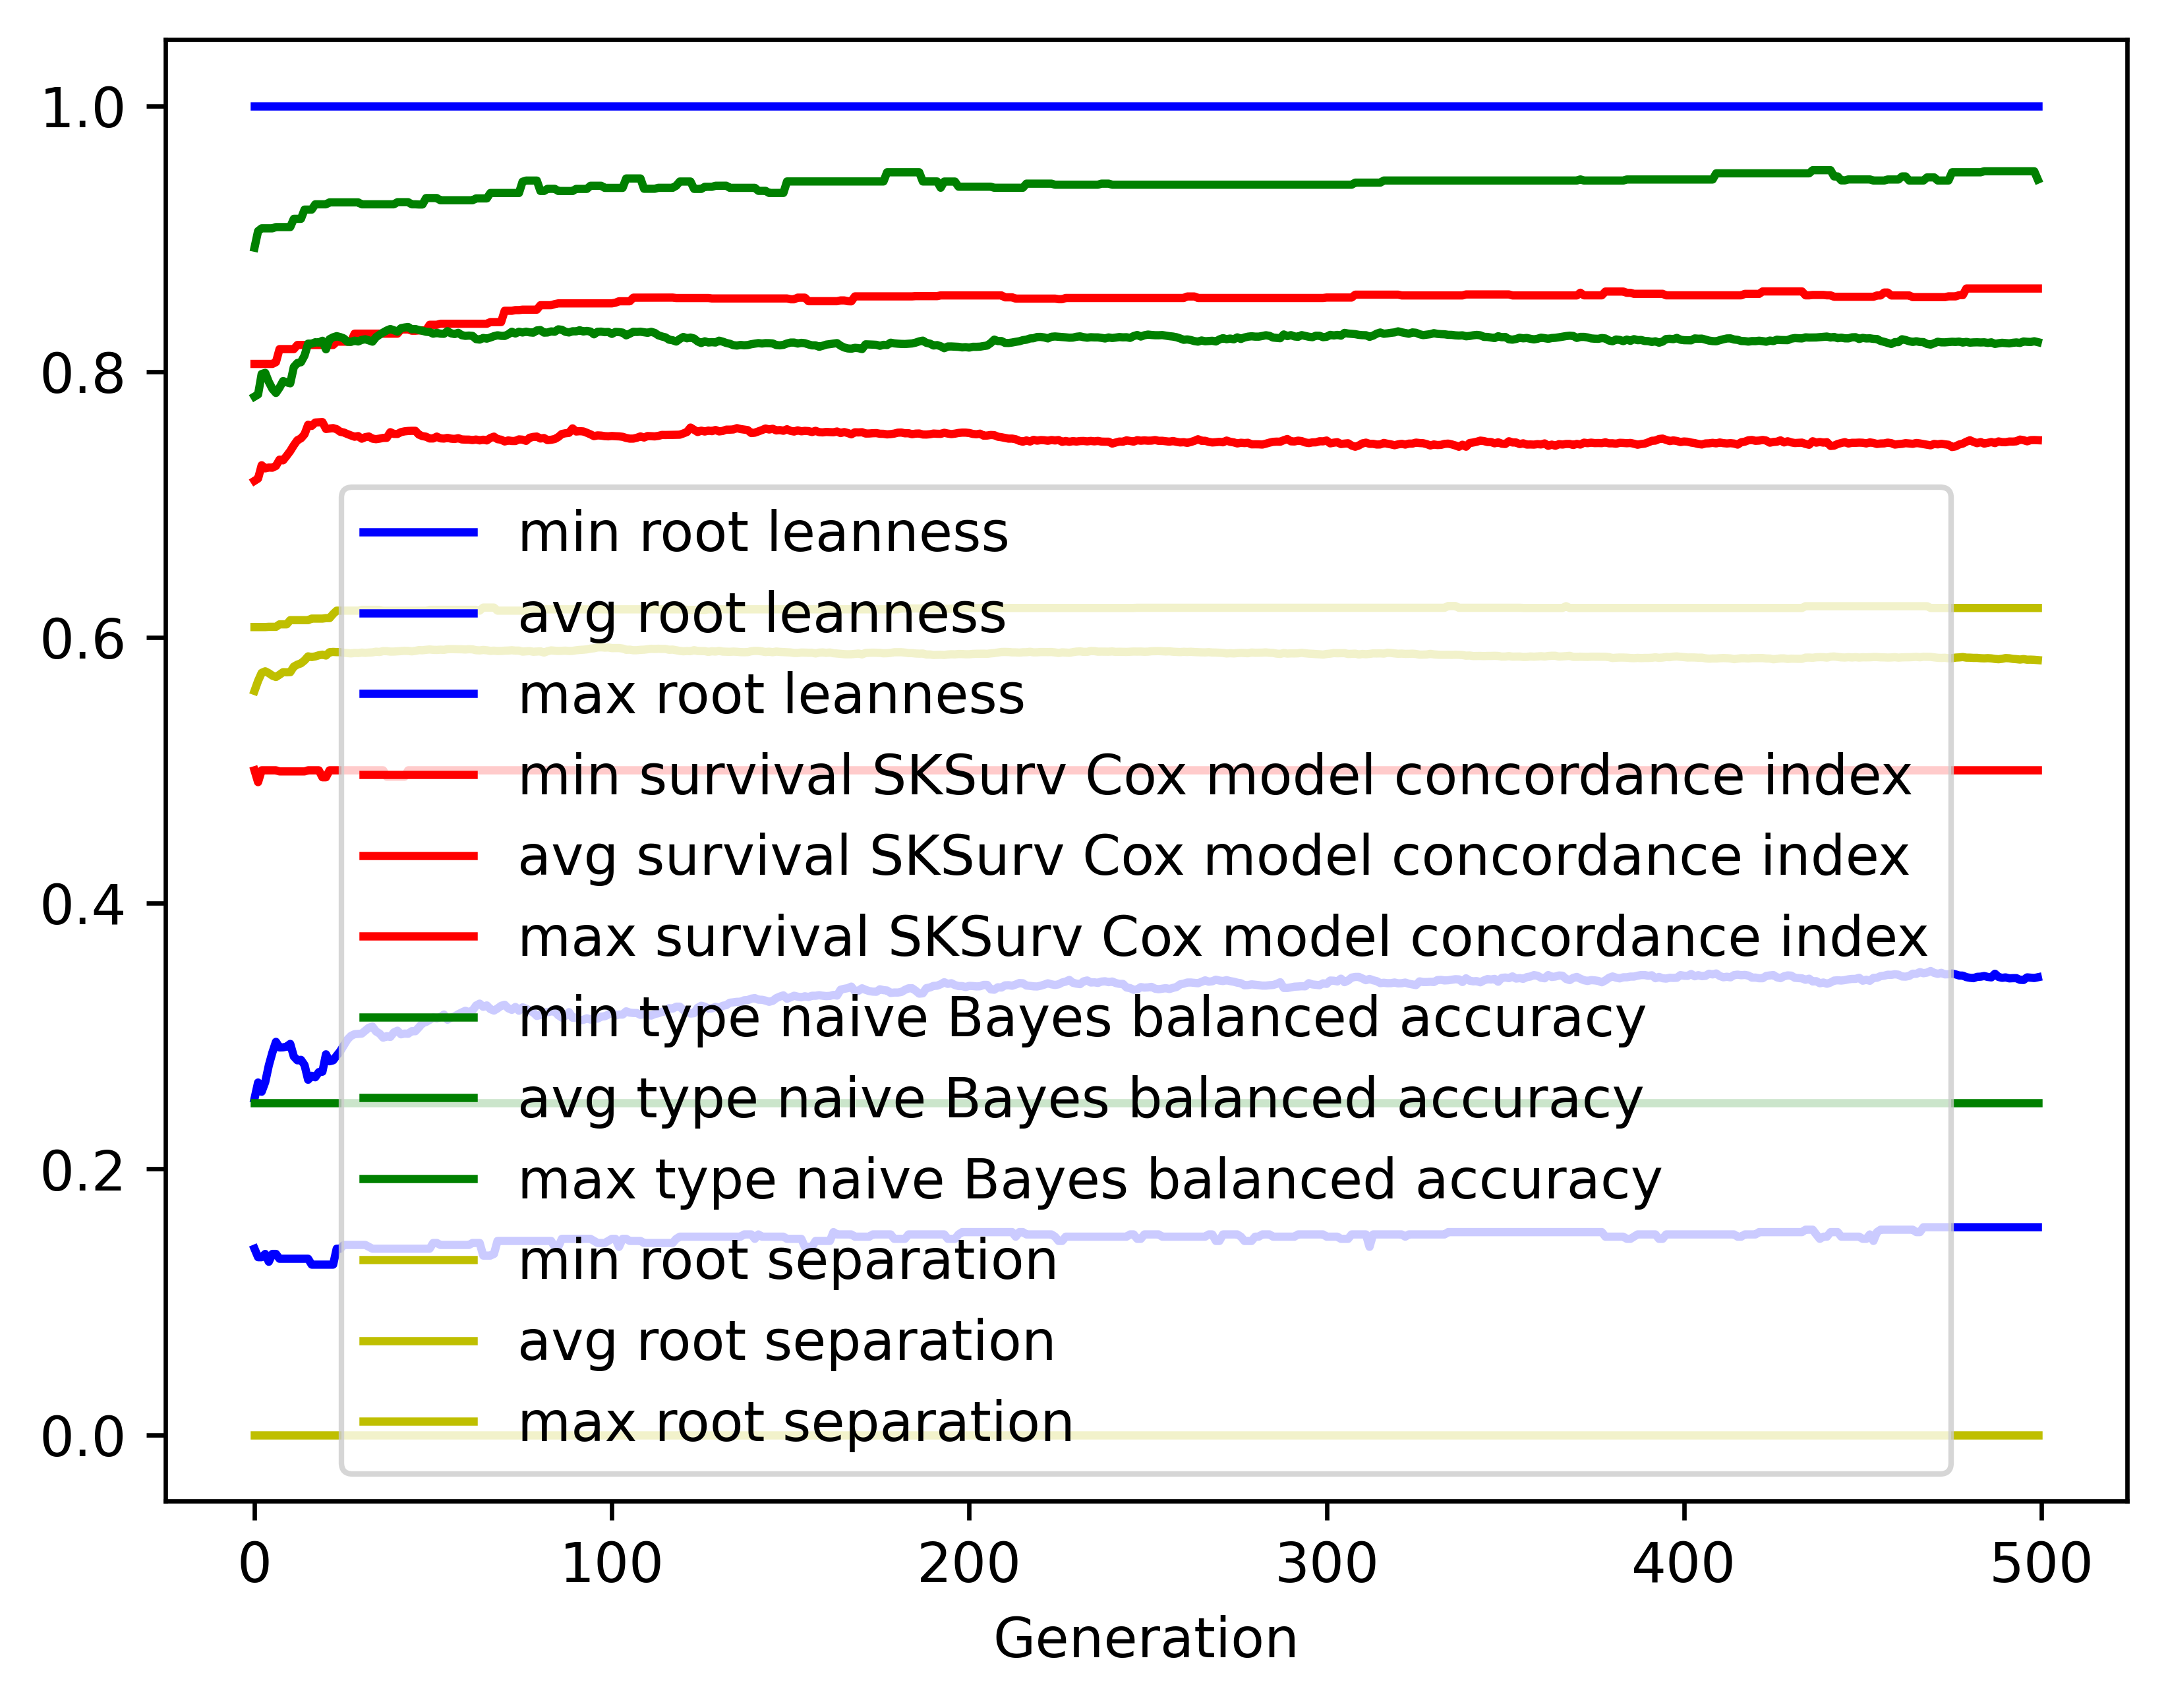 1.0
0.8
0.6
0.4
0.2
0.0
min root leanness
avg root leanness
max root leanness
min survival SKSurv Cox model concordance index
avg survival SKSurv Cox model concordance index
max survival SKSurv Cox model concordance index
min type naive Bayes balanced accuracy
avg type naive Bayes balanced accuracy
max type naive Bayes balanced accuracy
min root separation
avg root separation
max root separation
0 100 200 300 400 500
Generation